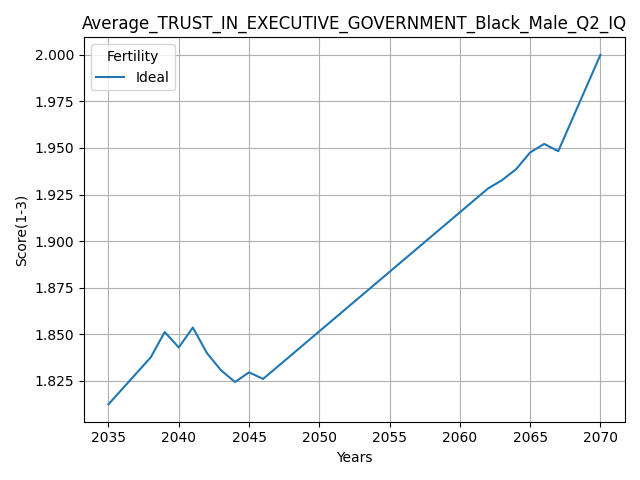 Average_TRUST_IN_EXECUTIVE_GOVERNMENT_Black_Male_Q2_IQ
Fertility
Ideal
Score(1-3)
2.000
1.975
1.950
1.925
1.900
1.875
1.850
1.825
2035 2040 2045 2050 2055 2060 2065 2070
Years